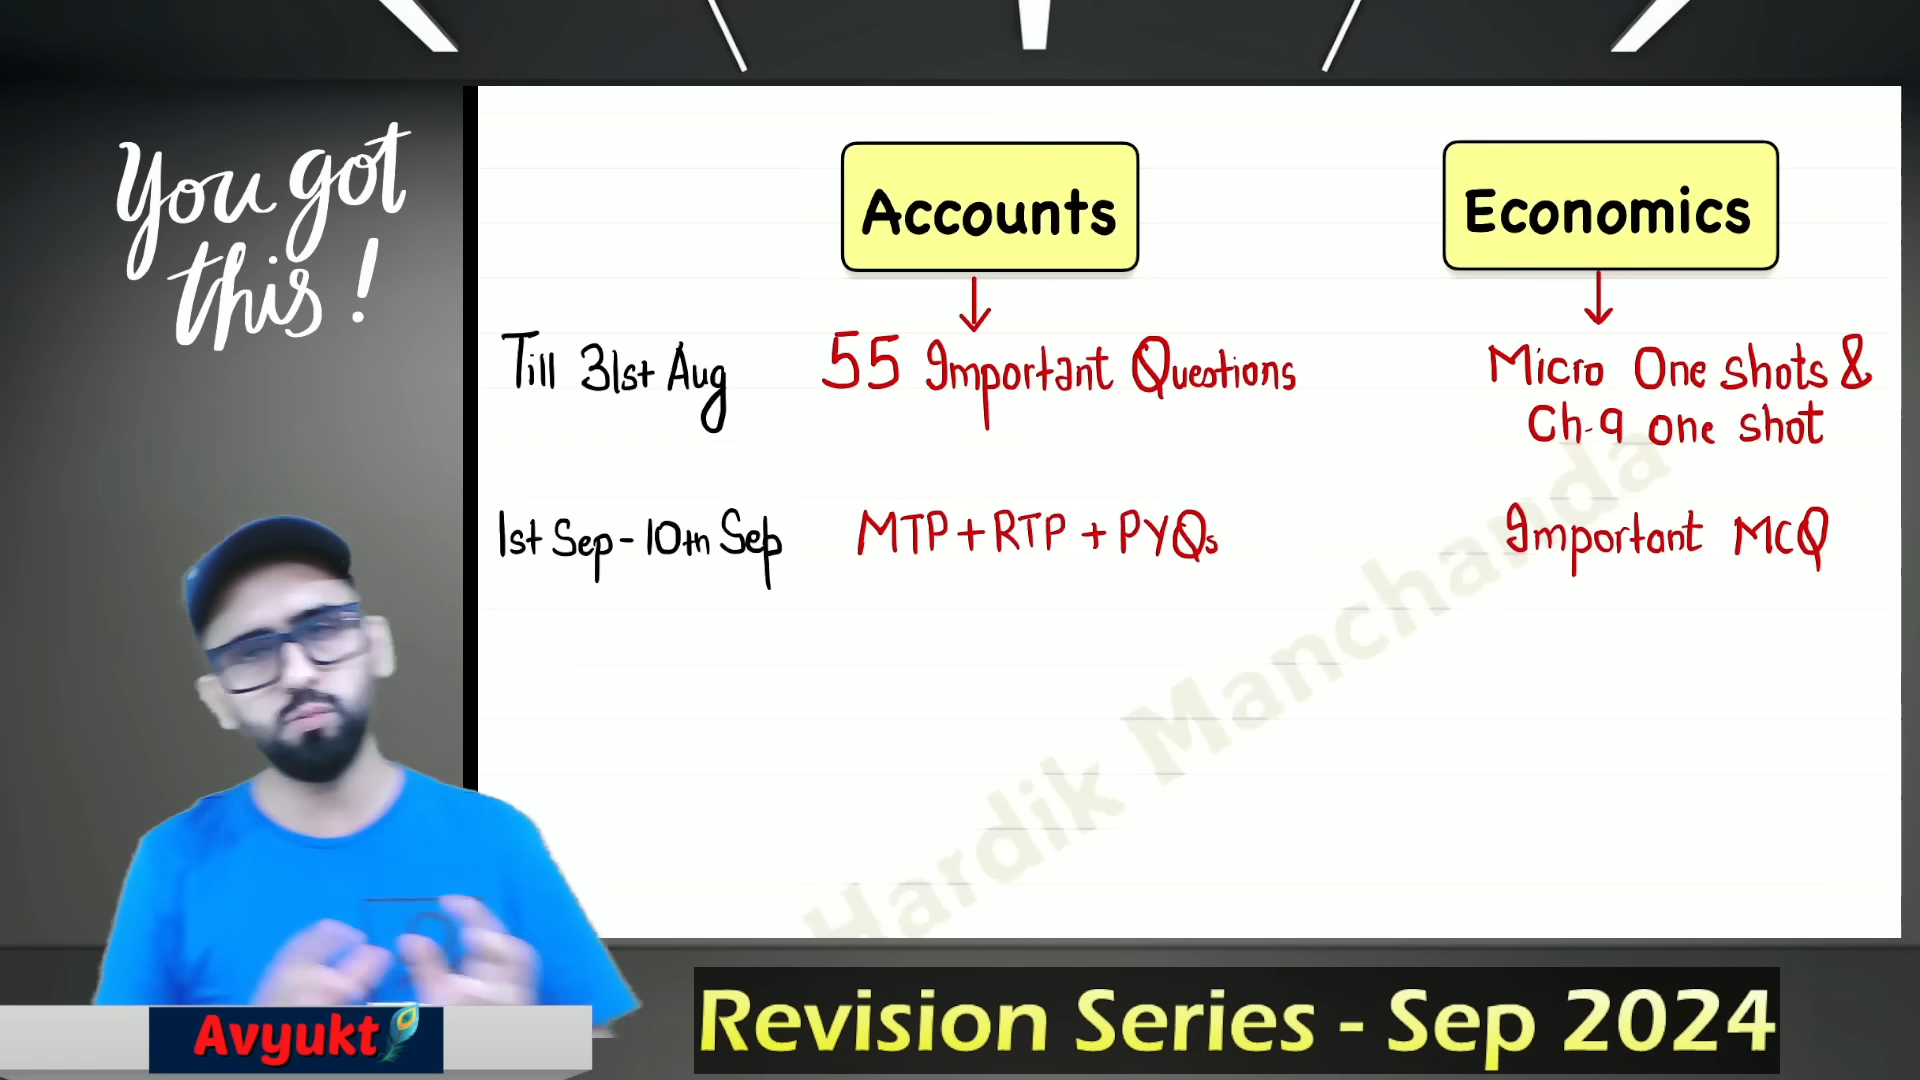 You got
this!
Accounts
Economics
Till 31st Aug
55 Important Questions
Micro One shots &
Ch-9 one shot
1st Sep - 10th Sep
MTP + RTP + PYQs
Important MCQ
Hardik Manchanda
Avyukt
Revision Series - Sep 2024